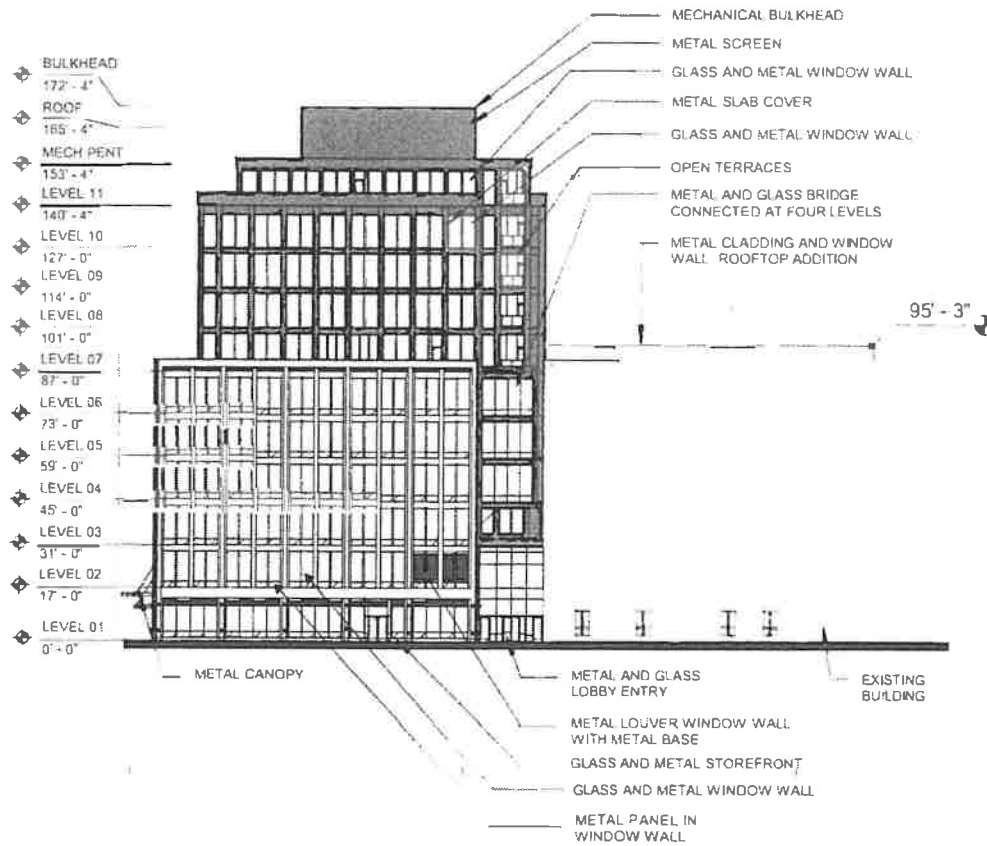 MECHANICAL BULKHEAD
METAL SCREEN
GLASS AND METAL WINDOW WALL
METAL SLAB COVER
GLASS AND METAL WINDOW WALL
OPEN TERRACES
METAL AND GLASS BRIDGE
CONNECTED AT FOUR LEVELS
METAL CLADDING AND WINDOW
WALL ROOFTOP ADDITION
95' - 3"
BULKHEAD
172' - 4"
ROOF
165' - 4"
MECH PENT
153' - 4"
LEVEL 11
140' - 4"
LEVEL 10
127' - 0"
LEVEL 09
114' - 0"
LEVEL 08
101' - 0"
LEVEL 07
87' - 0"
LEVEL 06
73' - 0"
LEVEL 05
59' - 0"
LEVEL 04
45' - 0"
LEVEL 03
31' - 0"
LEVEL 02
17' - 0"
LEVEL 01
0' - 0"
METAL CANOPY
METAL AND GLASS
LOBBY ENTRY
EXISTING
BUILDING
METAL LOUVER WINDOW WALL
WITH METAL BASE
GLASS AND METAL STOREFRONT
GLASS AND METAL WINDOW WALL
METAL PANEL IN
WINDOW WALL